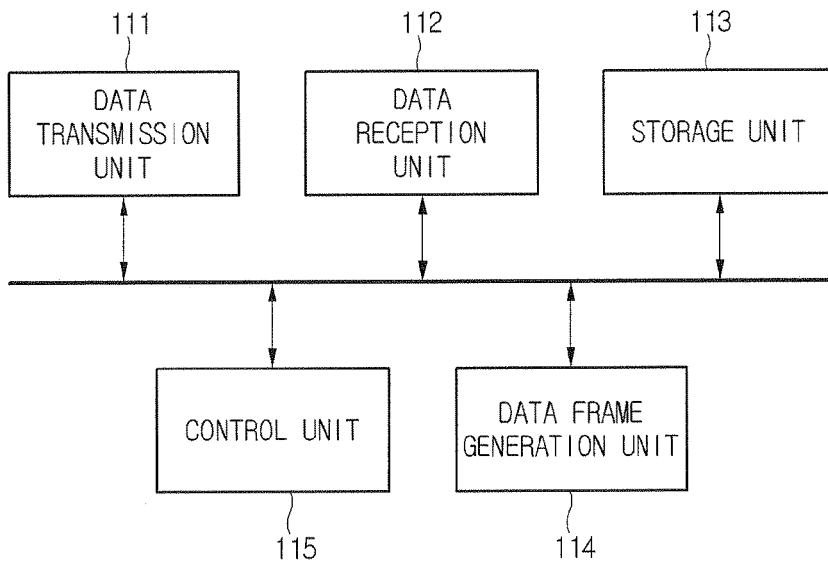 111
112
113
DATA
TRANSMISSION
UNIT
DATA
RECEPTION
UNIT
STORAGE UNIT
CONTROL UNIT
DATA FRAME
GENERATION UNIT
115
114